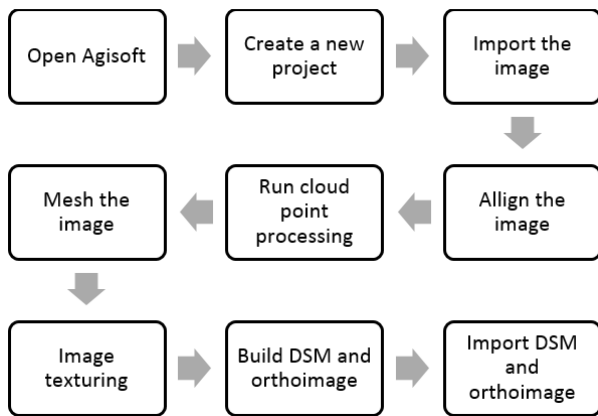 Open Agisoft
Create a new
project
Import the
image
Allign the
image
Run cloud
point
processing
Mesh the
image
Image
texturing
Build DSM and
orthoimage
Import DSM
and
orthoimage